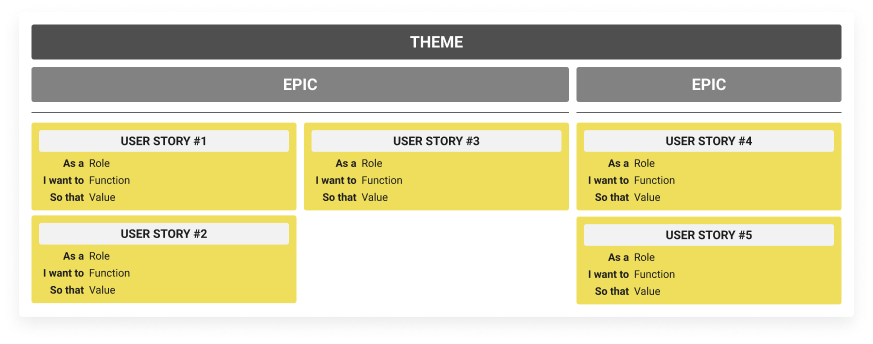 THEME
EPIC
EPIC
USER STORY #1
As a Role
I want to Function
So that Value
USER STORY #3
As a Role
I want to Function
So that Value
USER STORY #4
As a Role
I want to Function
So that Value
USER STORY #2
As a Role
I want to Function
So that Value
USER STORY #5
As a Role
I want to Function
So that Value